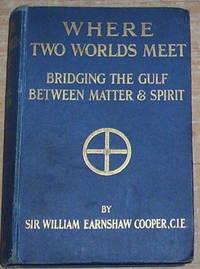 WHERE
TWO WORLDS MEET
BRIDGING THE GULF
BETWEEN MATTER & SPIRIT
BY
SIR WILLIAM EARNSHAW COOPER, C.I.E.